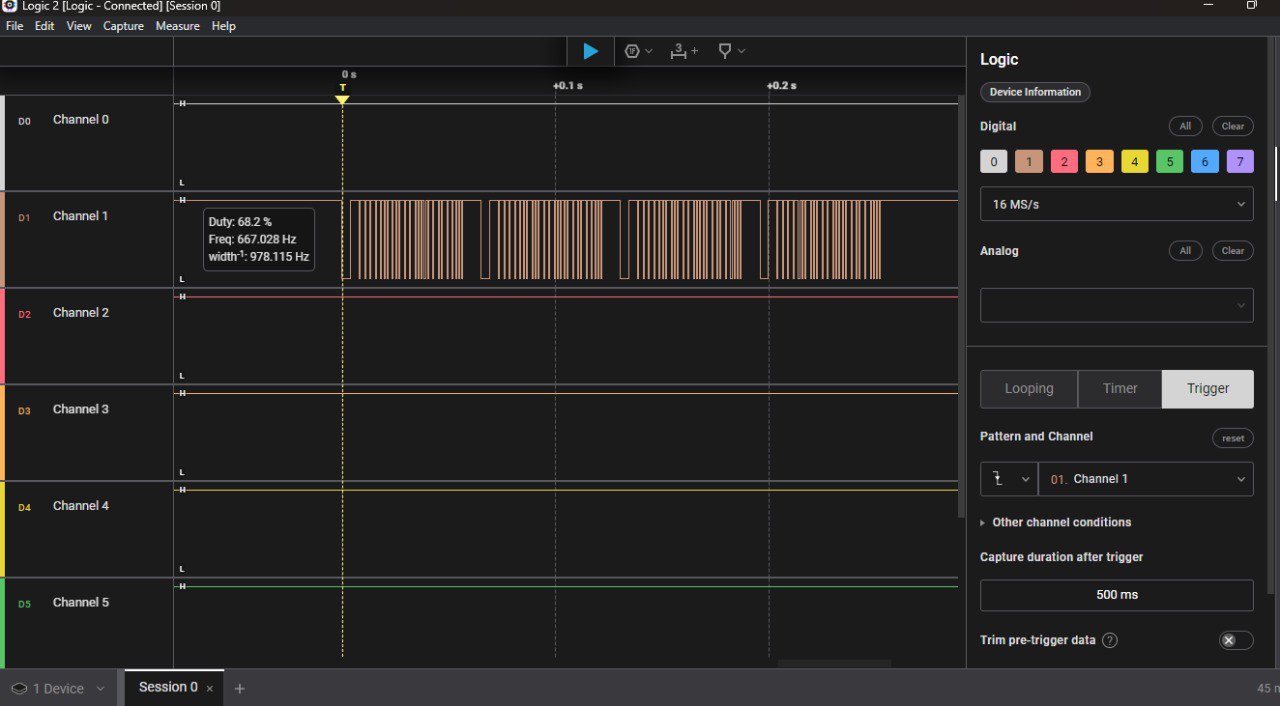 Logic 2 [Logic - Connected] [Session 0]
File Edit View Capture Measure Help
0 s
T
+0.1 s
+0.2 s
D0 Channel 0
H
L
D1 Channel 1
H
L
Duty: 68.2 %
Freq: 667.028 Hz
width⁻¹: 978.115 Hz
D2 Channel 2
H
L
D3 Channel 3
H
L
D4 Channel 4
H
L
D5 Channel 5
H
Logic
Device Information
Digital All Clear
0 1 2 3 4 5 6 7
16 MS/s
Analog All Clear
Looping Timer Trigger
Pattern and Channel reset
01. Channel 1
Other channel conditions
Capture duration after trigger
500 ms
Trim pre-trigger data ?
1 Device Session 0 × +
45